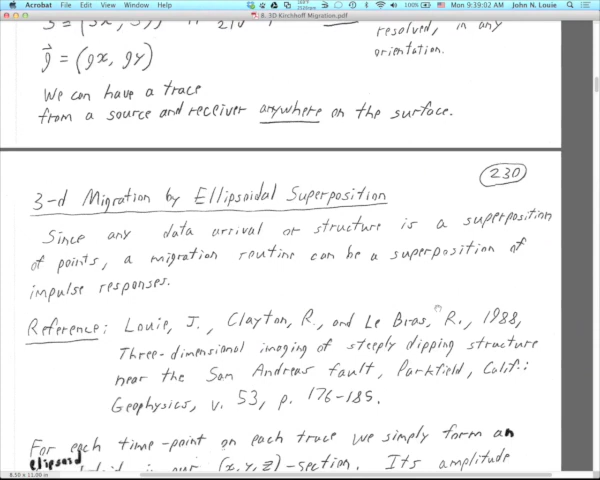 Acrobat File Edit View Window Help
100%
Mon 9:39:02 AM John N. Louie
8. 3D Kirchhoff Migration.pdf
resolved, in any
orientation.
g = (gx, gy)
We can have a trace
from a source and receiver anywhere on the surface.
230
3-d Migration by Ellipsoidal Superposition
Since any data arrival or structure is a superposition
of points, a migration routine can be a superposition of
impulse responses.
Reference: Louie, J., Clayton, R., and Le Bras, R., 1988,
Three-dimensional imaging of steeply dipping structure
near the San Andreas fault, Parkfield, Calif.:
Geophysics, v. 53, p. 176-185.
For each time-point on each trace we simply form an
elipsoid in our (x,y,z)-section. Its amplitude
8.50 x 11.00 in